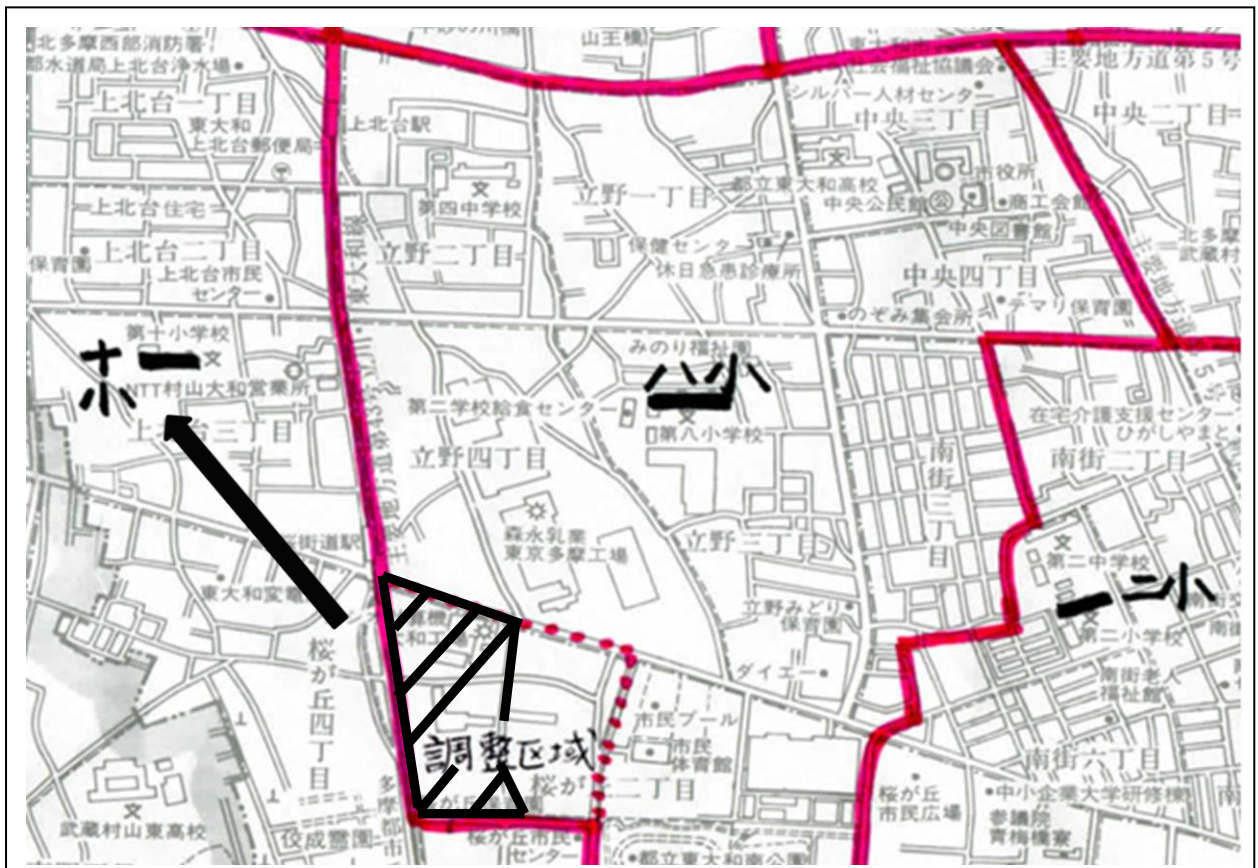 北多摩西部消防署
都水道局上北台浄水場
山王橋
社会福祉協議会
主要地方道第5号
シルバー人材センタ
上北台一丁目
東大和
上北台郵便局
上北台駅
中央三丁目
中央二丁目
第四中学校
立野一丁目
都立東大和高校
市役所
中央公民館
公
商工会館
中央図書館
上北台住宅
保育園
上北台二丁目
上北台市民
センター
東大和線
立野二丁目
保健センター
休日急患診療所
中央四丁目
北多摩
武蔵村
のぞみ集会所
テマリ保育園
第十小学校
みのり福祉園
十小
八小
NTT村山大和営業所
上北台三丁目
第二学校給食センター
第八小学校
在宅介護支援センター
ひがしやまと
立野四丁目
南街二丁目
南街三丁目
森永乳業
東京多摩工場
立野三丁目
第二中学校
二小
第二小学校
東大和変電
立野みどり
保育園
ダイエー
桜が丘四丁目
南街老人
福祉館
市民プール
市民
体育館
調整区域
桜が丘二丁目
南街六丁目
桜が丘
市民広場
中小企業大学研修棟
参議院
青梅橋寮
武蔵村山東高校
佼成霊園
多摩都市
桜が丘市民
センター
都立東大和南公園